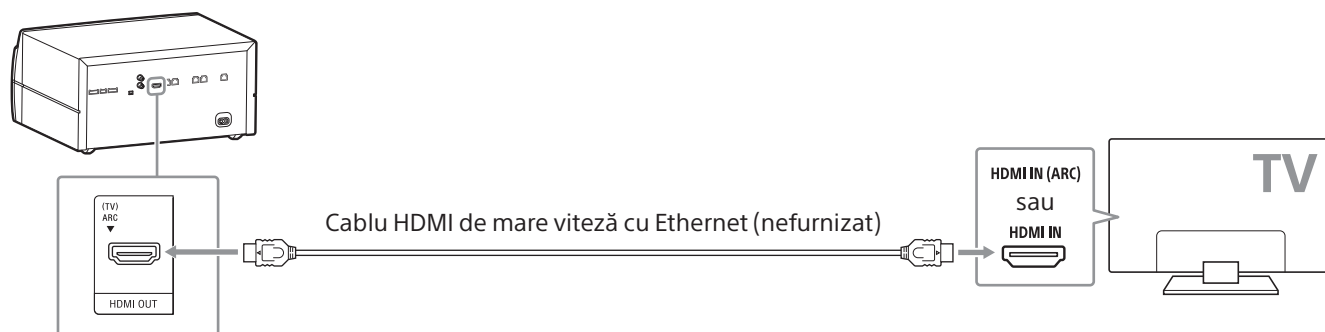 (TV)
ARC
HDMI OUT
Cablu HDMI de mare viteză cu Ethernet (nefurnizat)
HDMI IN (ARC)
sau
HDMI IN
TV